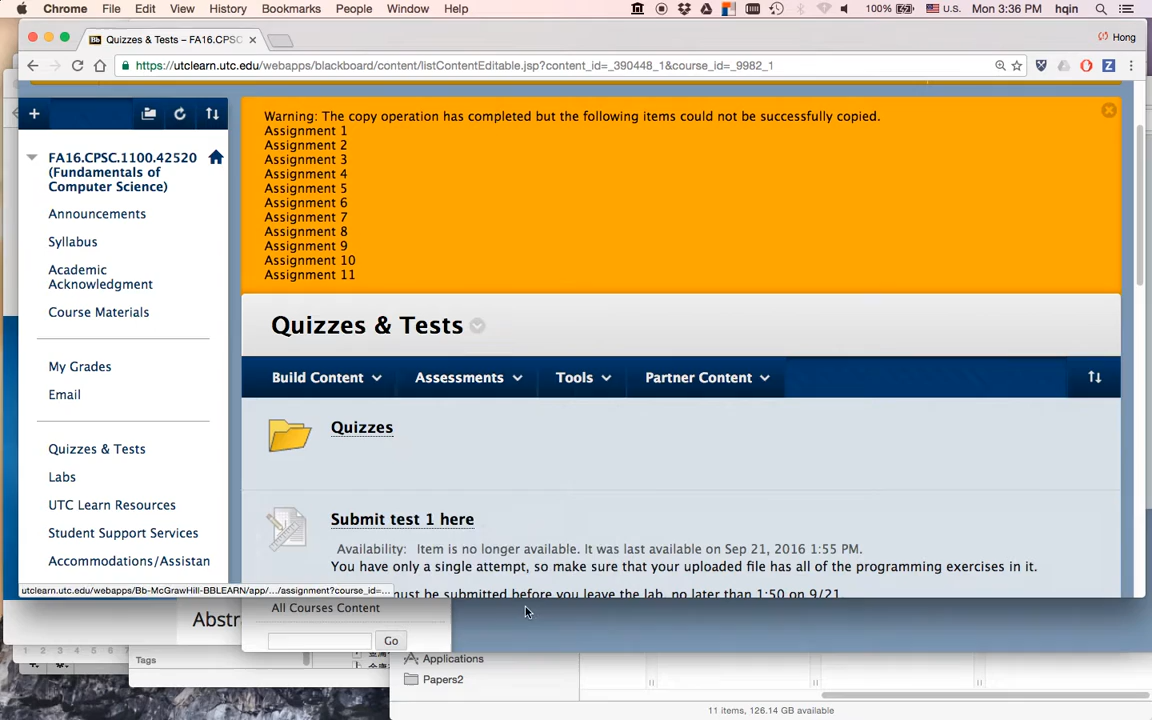 Chrome File Edit View History Bookmarks People Window Help 100% U.S. Mon 3:36 PM hqin
Bb Quizzes & Tests – FA16.CPSC Hong
https://utclearn.utc.edu/webapps/blackboard/content/listContentEditable.jsp?content_id=_390448_1&course_id=_9982_1
Warning: The copy operation has completed but the following items could not be successfully copied.
Assignment 1
Assignment 2
Assignment 3
Assignment 4
Assignment 5
Assignment 6
Assignment 7
Assignment 8
Assignment 9
Assignment 10
Assignment 11
FA16.CPSC.1100.42520
(Fundamentals of
Computer Science)
Announcements
Syllabus
Academic
Acknowledgment
Course Materials
My Grades
Email
Quizzes & Tests
Labs
UTC Learn Resources
Student Support Services
Accommodations/Assistan
Quizzes & Tests
Build Content Assessments Tools Partner Content
Quizzes
Submit test 1 here
Availability: Item is no longer available. It was last available on Sep 21, 2016 1:55 PM.
You have only a single attempt, so make sure that your uploaded file has all of the programming exercises in it.
must be submitted before you leave the lab, no later than 1:50 on 9/21.
utclearn.utc.edu/webapps/Bb-McGrawHill-BBLEARN/app/.../assignment?course_id=...
All Courses Content
Abstr
Go
1 2 3 4 5 6 7
Tags
Applications
Papers2
11 items, 126.14 GB available